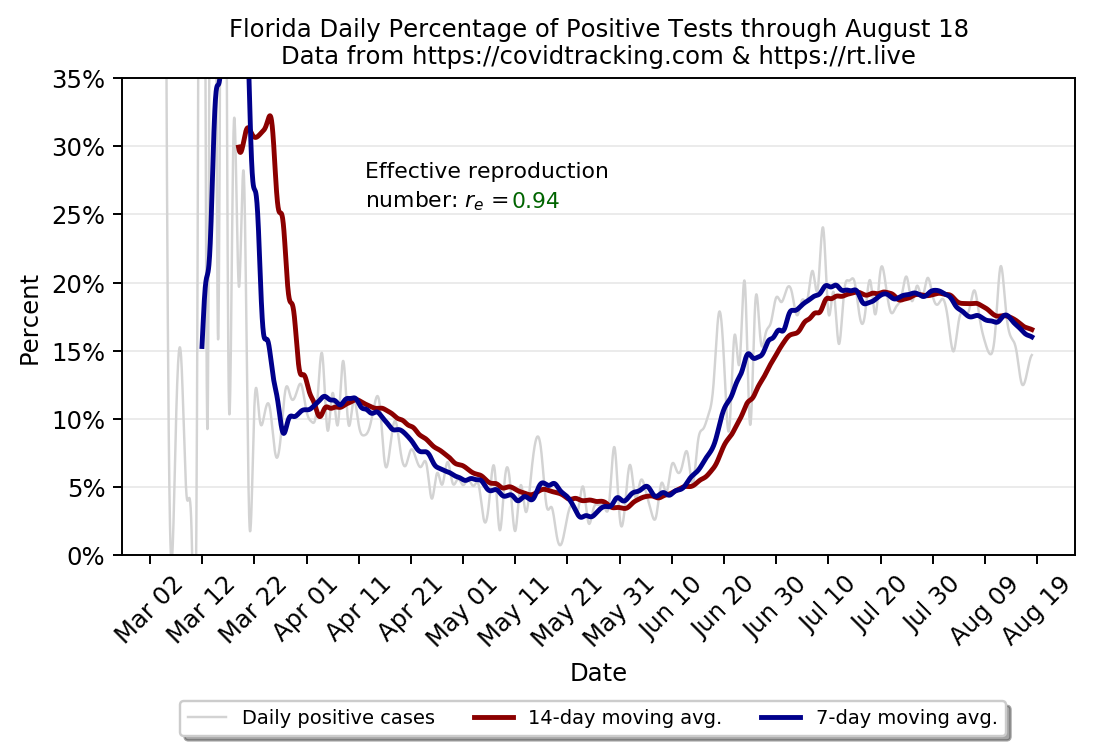 Florida Daily Percentage of Positive Tests through August 18
Data from https://covidtracking.com & https://rt.live
35%
30%
25%
20%
15%
10%
5%
0%
Percent
Effective reproduction
number: rₑ = 0.94
Mar 02
Mar 12
Mar 22
Apr 01
Apr 11
Apr 21
May 01
May 11
May 21
May 31
Jun 10
Jun 20
Jun 30
Jul 10
Jul 20
Jul 30
Aug 09
Aug 19
Date
Daily positive cases
14-day moving avg.
7-day moving avg.